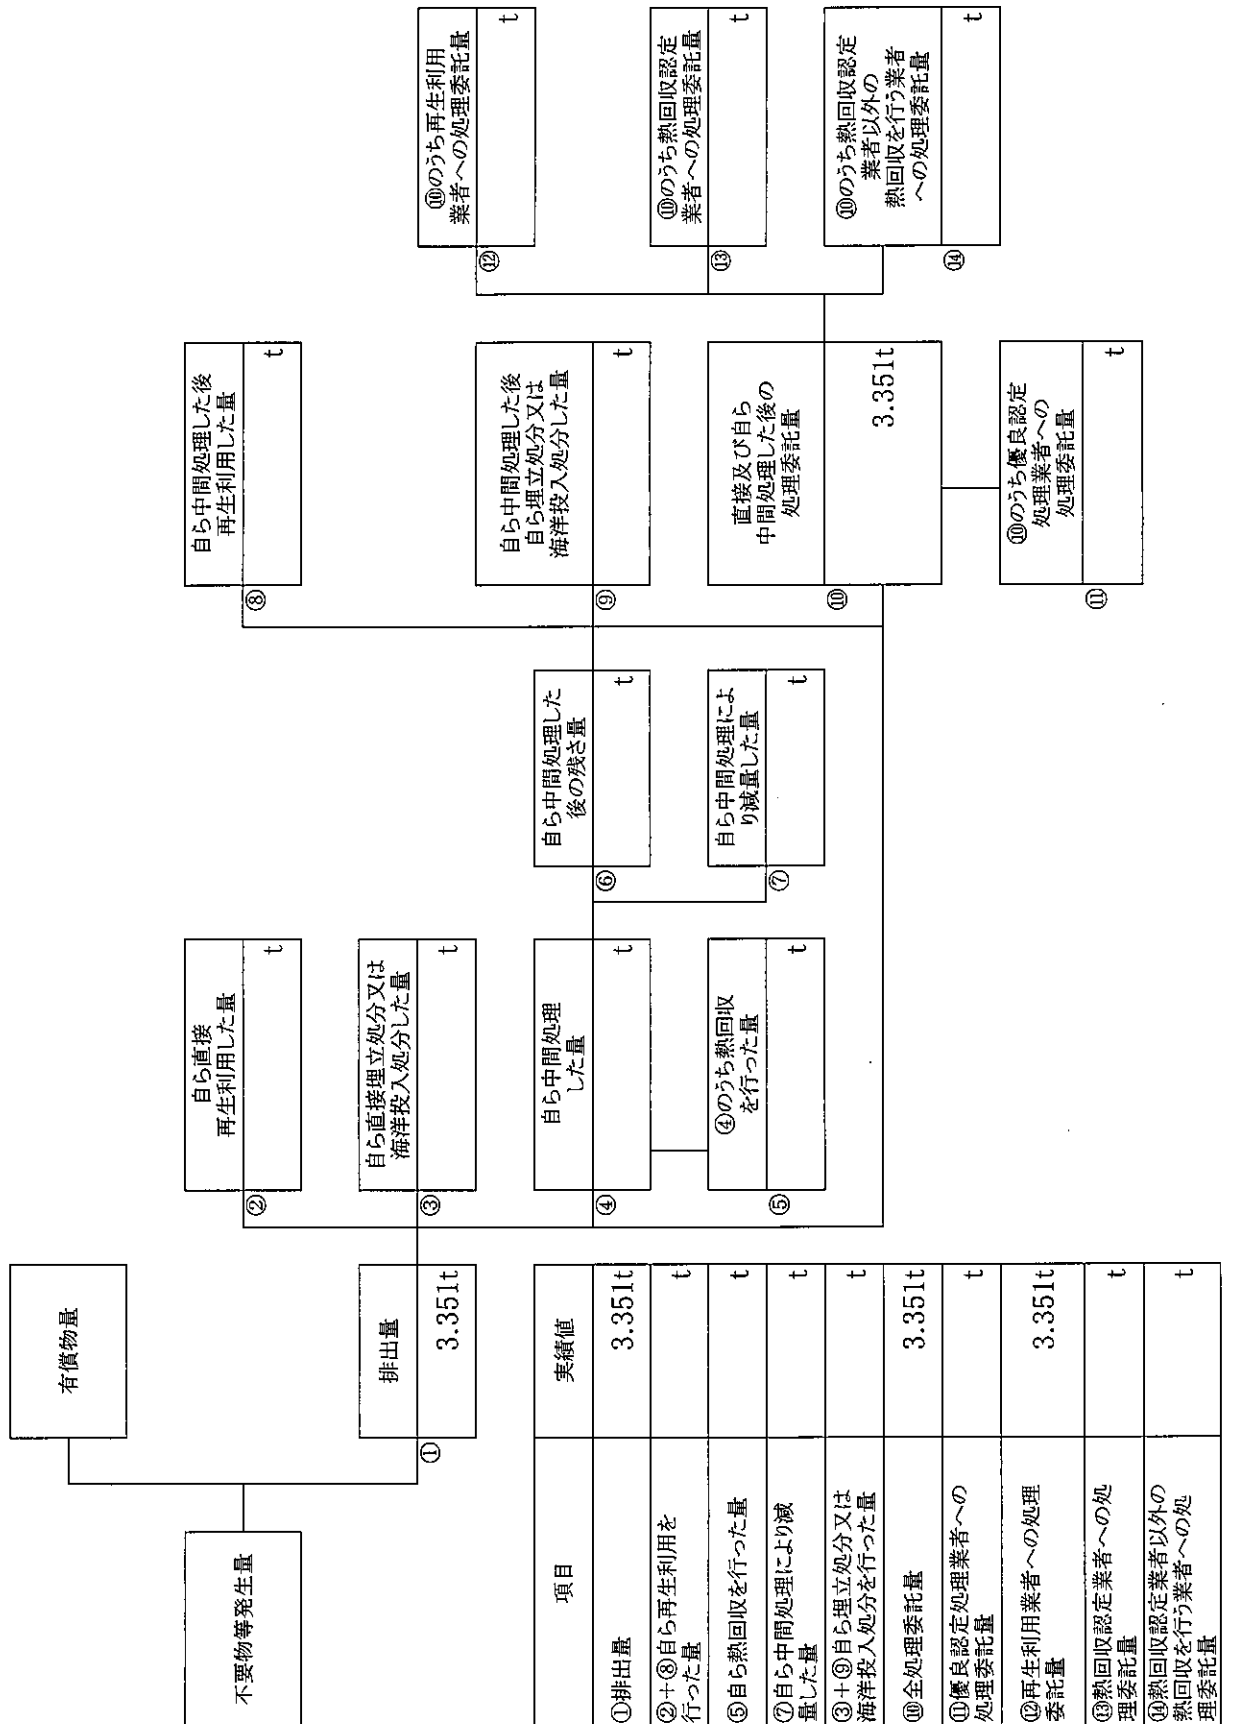 不要物等発生量
有償物量
排出量
①
3.351t
自ら直接
再生利用した量
②
t
自ら直接埋立処分又は
海洋投入処分した量
③
t
自ら中間処理
した量
④
t
④のうち熱回収
を行った量
⑤
t
自ら中間処理した
後の残さ量
⑥
t
自ら中間処理によ
り減量した量
⑦
t
自ら中間処理した後
再生利用した量
⑧
t
自ら中間処理した後
自ら埋立処分又は
海洋投入処分した量
⑨
t
直接及び自ら
中間処理した後の
処理委託量
⑩
3.351t
⑩のうち優良認定
処理業者への
処理委託量
⑪
t
⑩のうち再生利用
業者への処理委託量
⑫
t
⑩のうち熱回収認定
業者への処理委託量
⑬
t
⑩のうち熱回収認定
業者以外の
熱回収を行う業者
への処理委託量
⑭
t
項目
実績値
①排出量
3.351t
②+⑧自ら再生利用を
行った量
t
⑤自ら熱回収を行った量
t
⑦自ら中間処理により減
量した量
t
③+⑨自ら埋立処分又は
海洋投入処分を行った量
t
⑩全処理委託量
3.351t
⑪優良認定処理業者への
処理委託量
t
⑫再生利用業者への処理
委託量
3.351t
⑬熱回収認定業者への処
理委託量
t
⑭熱回収認定業者以外の
熱回収を行う業者への処
理委託量
t